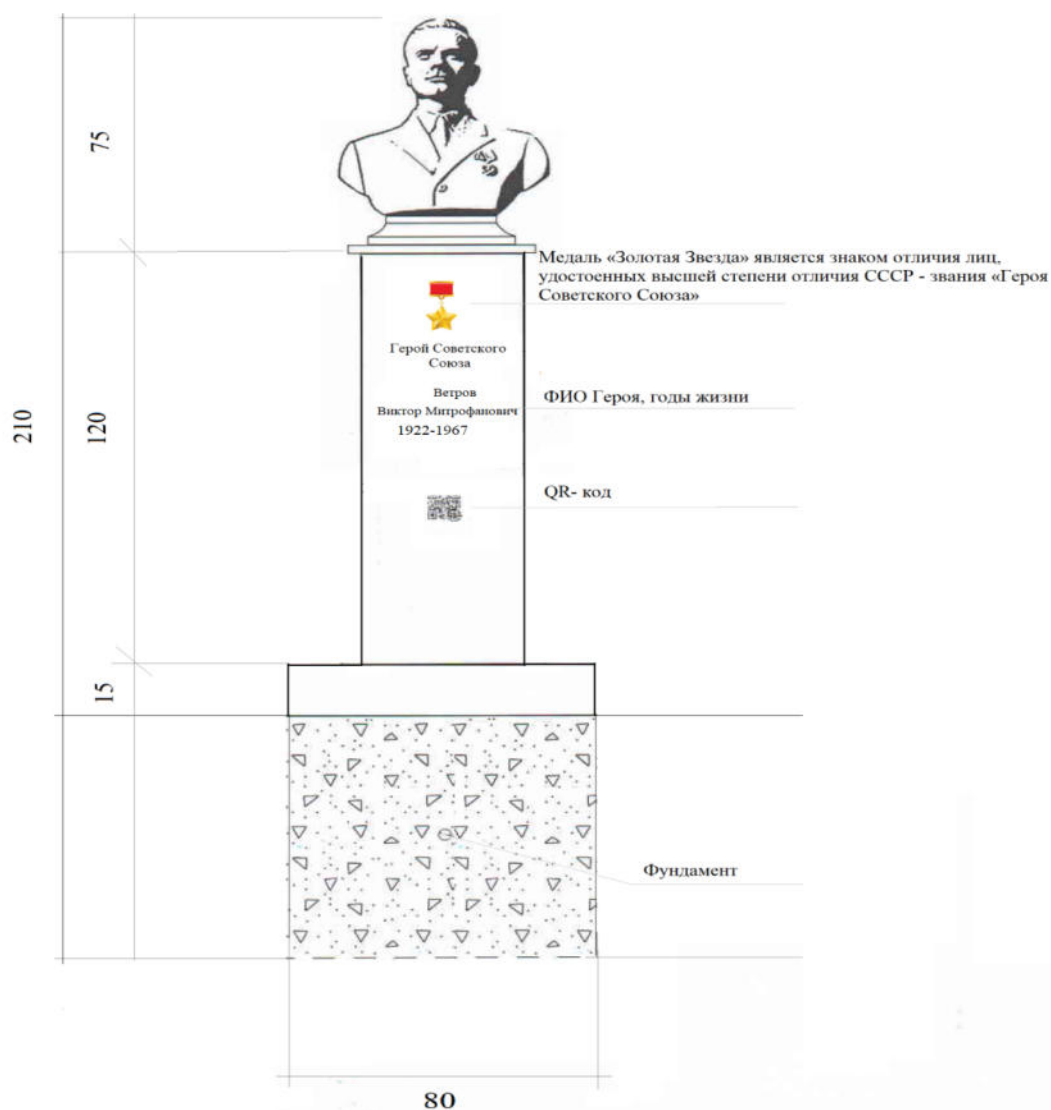 75
Медаль «Золотая Звезда» является знаком отличия лиц,
удостоенных высшей степени отличия СССР - звания «Героя
Советского Союза»
Герой Советского
Союза
Ветров
Виктор Митрофанович
1922-1967
ФИО Героя, годы жизни
210
120
QR- код
15
Фундамент
80